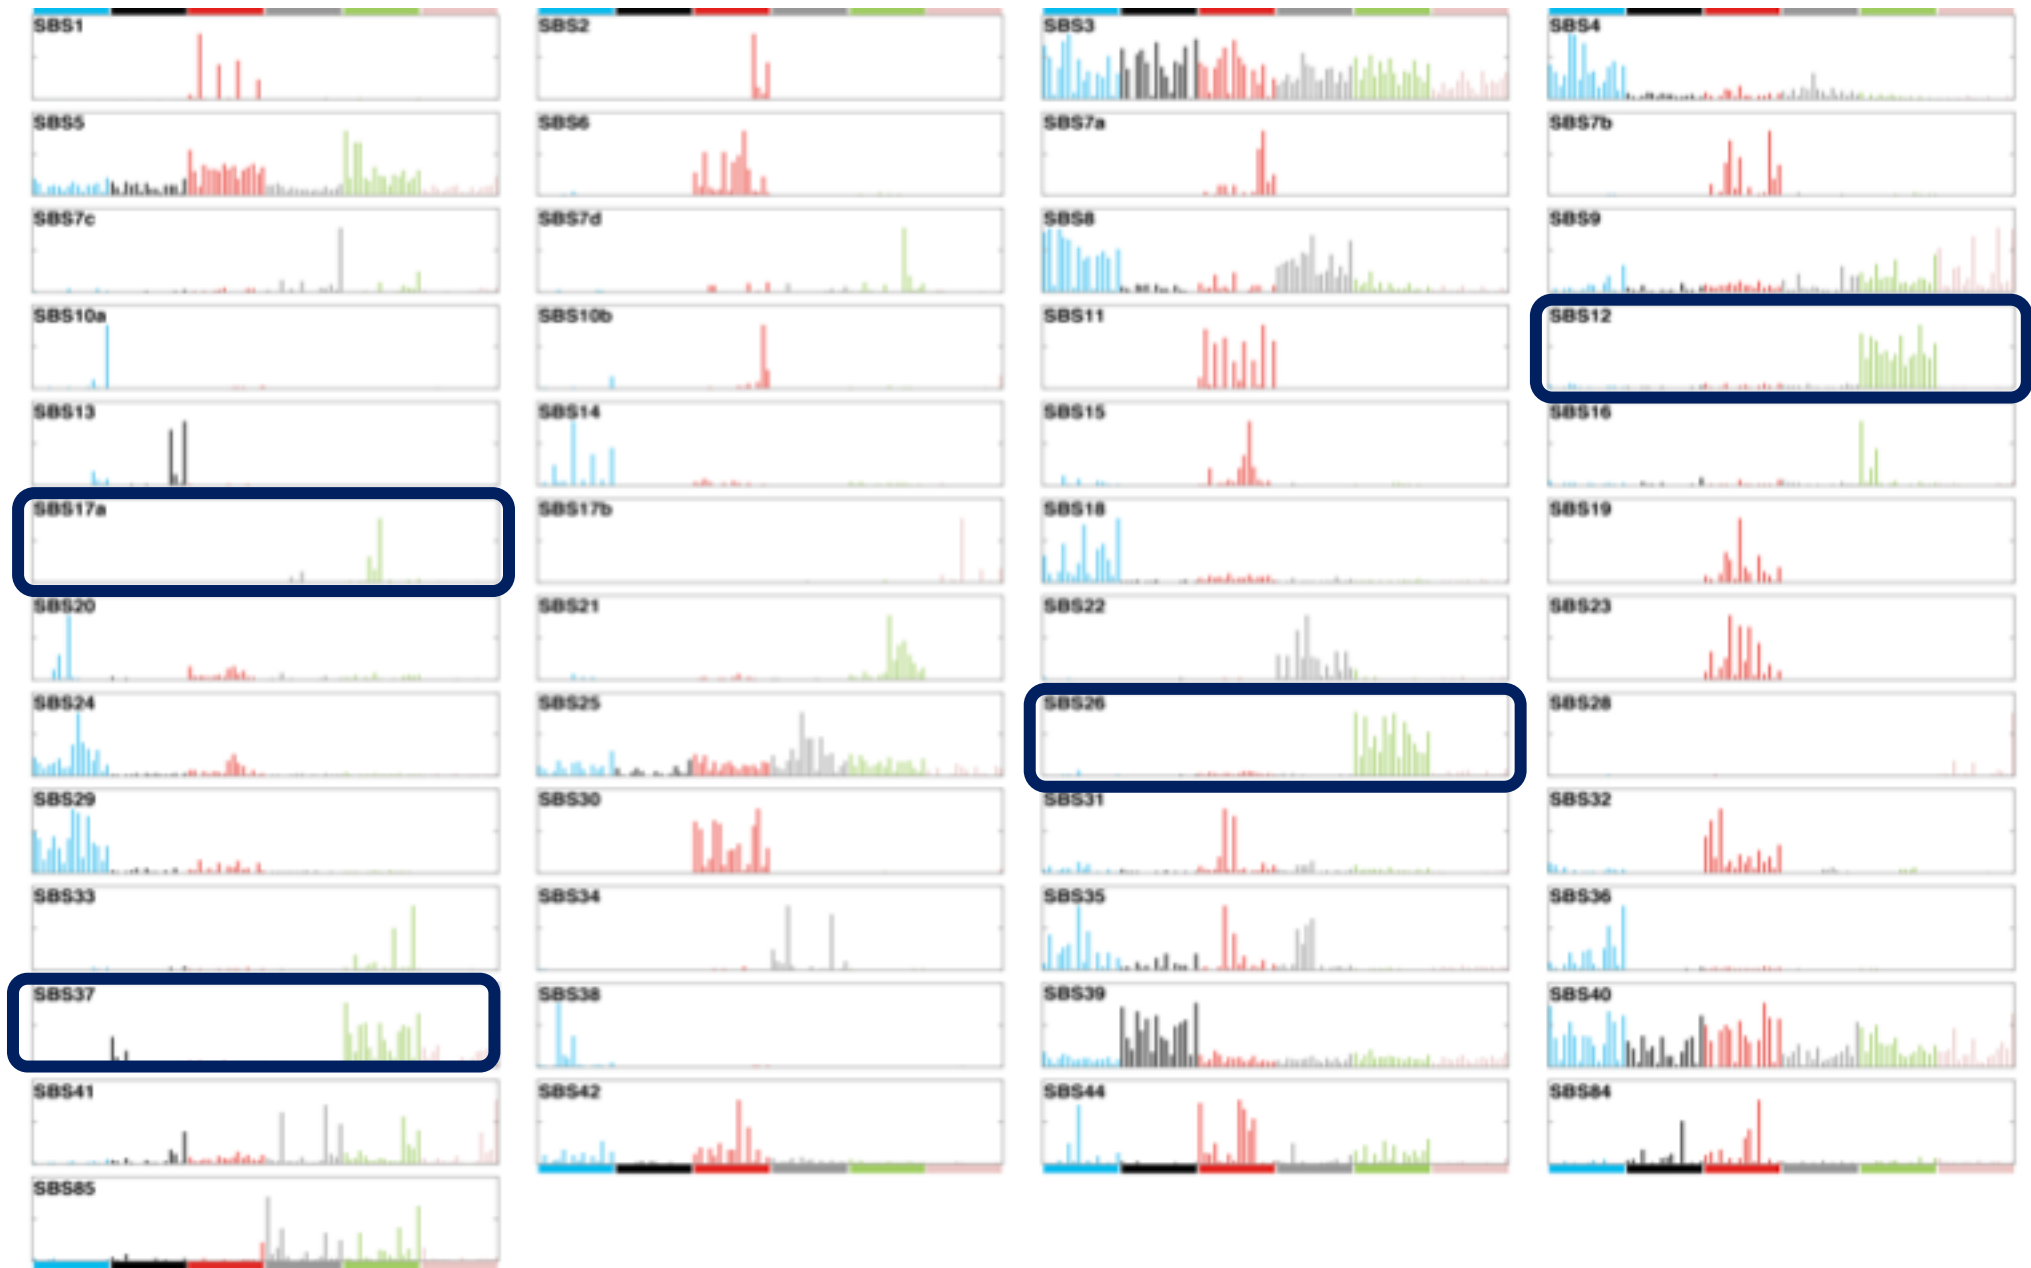 SBS1 SBS2 SBS3 SBS4
SBS5 SBS6 SBS7a SBS7b
SBS7c SBS7d SBS8 SBS9
SBS10a SBS10b SBS11 SBS12
SBS13 SBS14 SBS15 SBS16
SBS17a SBS17b SBS18 SBS19
SBS20 SBS21 SBS22 SBS23
SBS24 SBS25 SBS26 SBS28
SBS29 SBS30 SBS31 SBS32
SBS33 SBS34 SBS35 SBS36
SBS37 SBS38 SBS39 SBS40
SBS41 SBS42 SBS44 SBS84
SBS85